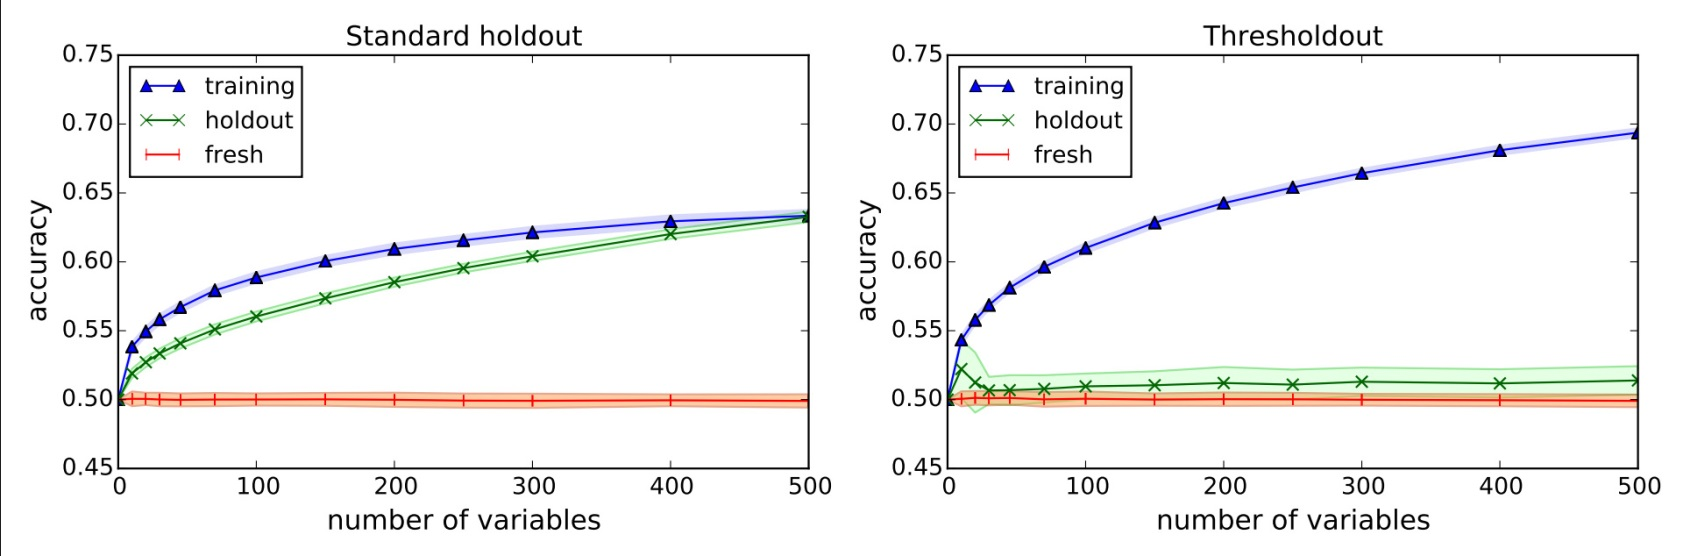 Standard holdout
0.75
0.70
0.65
0.60
0.55
0.50
0.45
accuracy
training
holdout
fresh
0 100 200 300 400 500
number of variables
Thresholdout
0.75
0.70
0.65
0.60
0.55
0.50
0.45
accuracy
training
holdout
fresh
0 100 200 300 400 500
number of variables